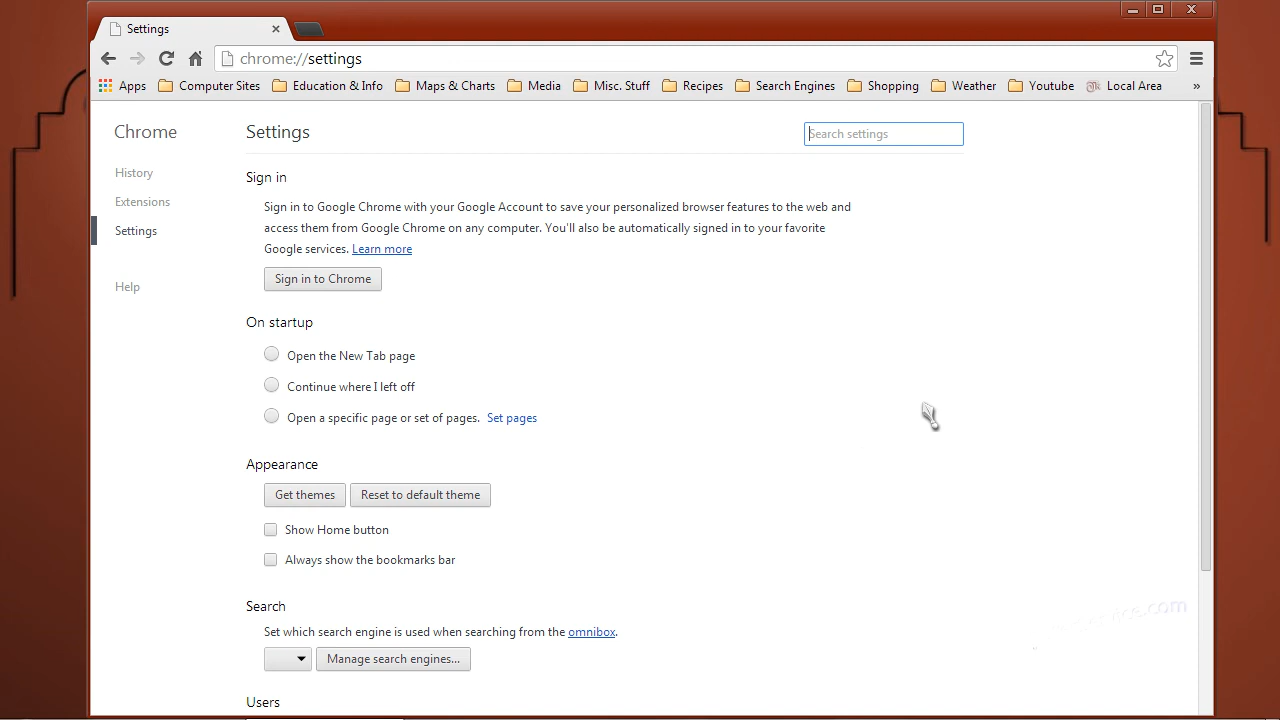 Settings
chrome://settings
Apps Computer Sites Education & Info Maps & Charts Media Misc. Stuff Recipes Search Engines Shopping Weather Youtube Local Area »
Chrome
History
Extensions
Settings
Help
Settings
Search settings
Sign in
Sign in to Google Chrome with your Google Account to save your personalized browser features to the web and
access them from Google Chrome on any computer. You'll also be automatically signed in to your favorite
Google services. Learn more
Sign in to Chrome
On startup
Open the New Tab page
Continue where I left off
Open a specific page or set of pages. Set pages
Appearance
Get themes Reset to default theme
Show Home button
Always show the bookmarks bar
Search
Set which search engine is used when searching from the omnibox.
Manage search engines...
Users